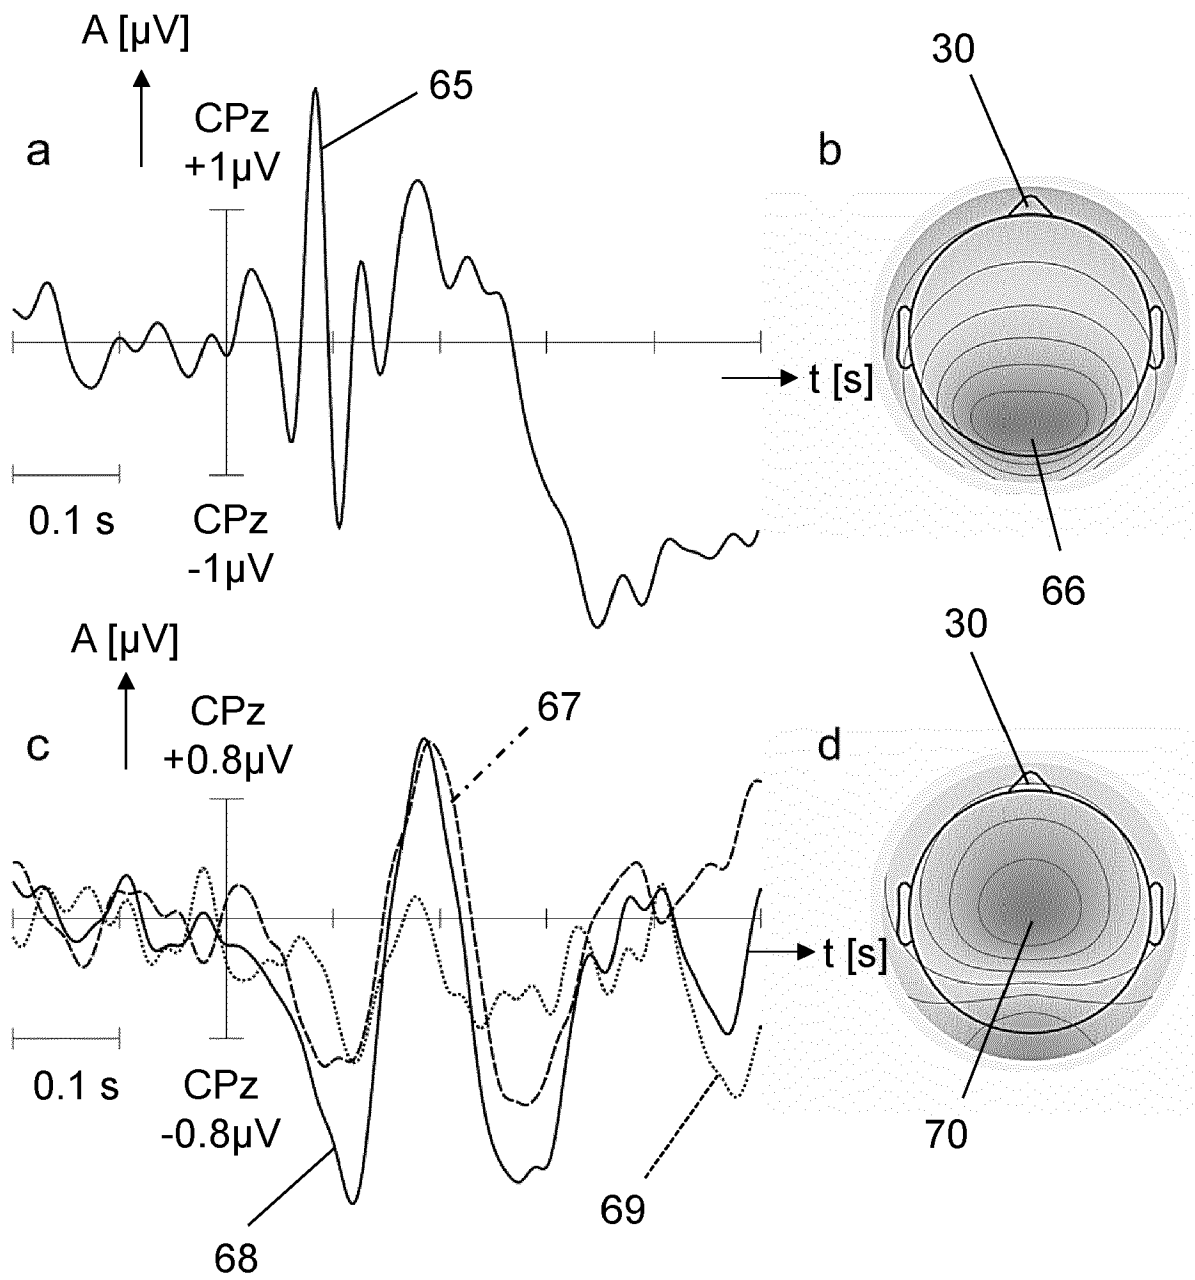 A [µV]
30
65
CPz
a
+1µV
b
t [s]
0.1 s
CPz
-1µV
66
A [µV]
30
67
CPz
c
+0.8µV
d
t [s]
0.1 s
CPz
-0.8µV
70
69
68